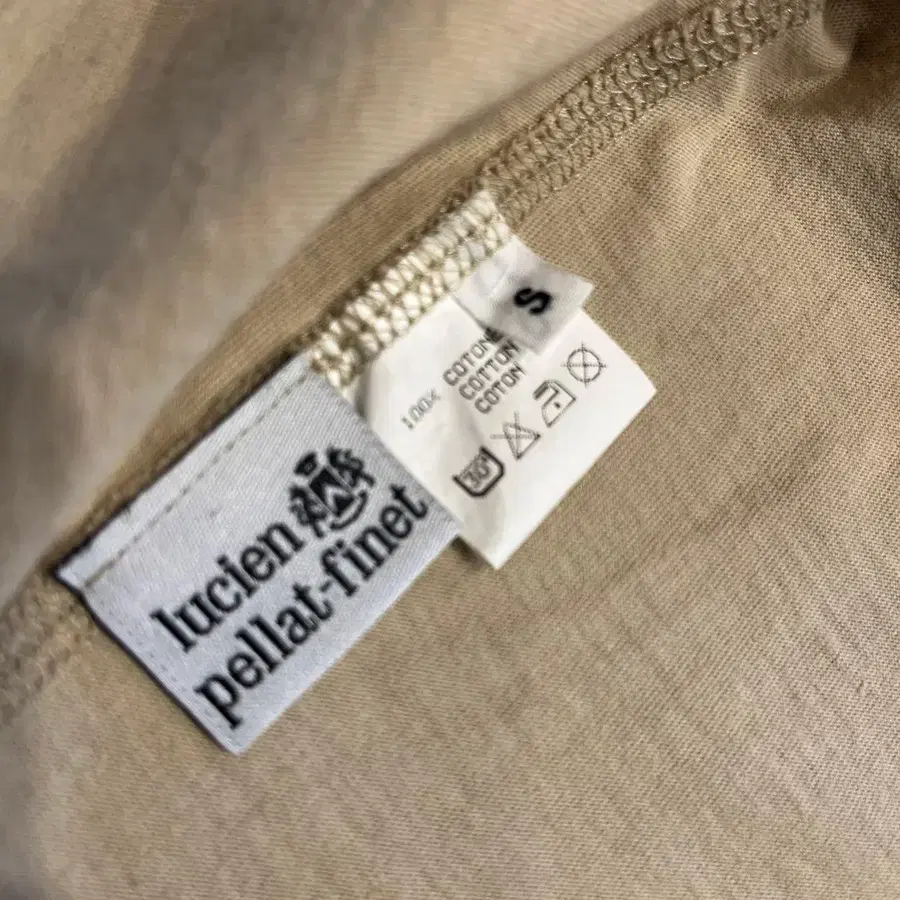 lucien
pellat-finet
S
100% COTONE
COTTON
COTON
30°